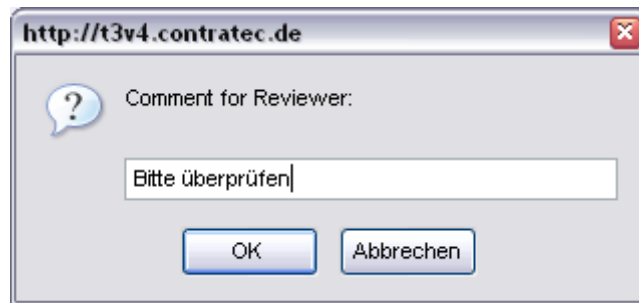 http://t3v4.contratec.de
Comment for Reviewer:
Bitte überprüfen
OK
Abbrechen